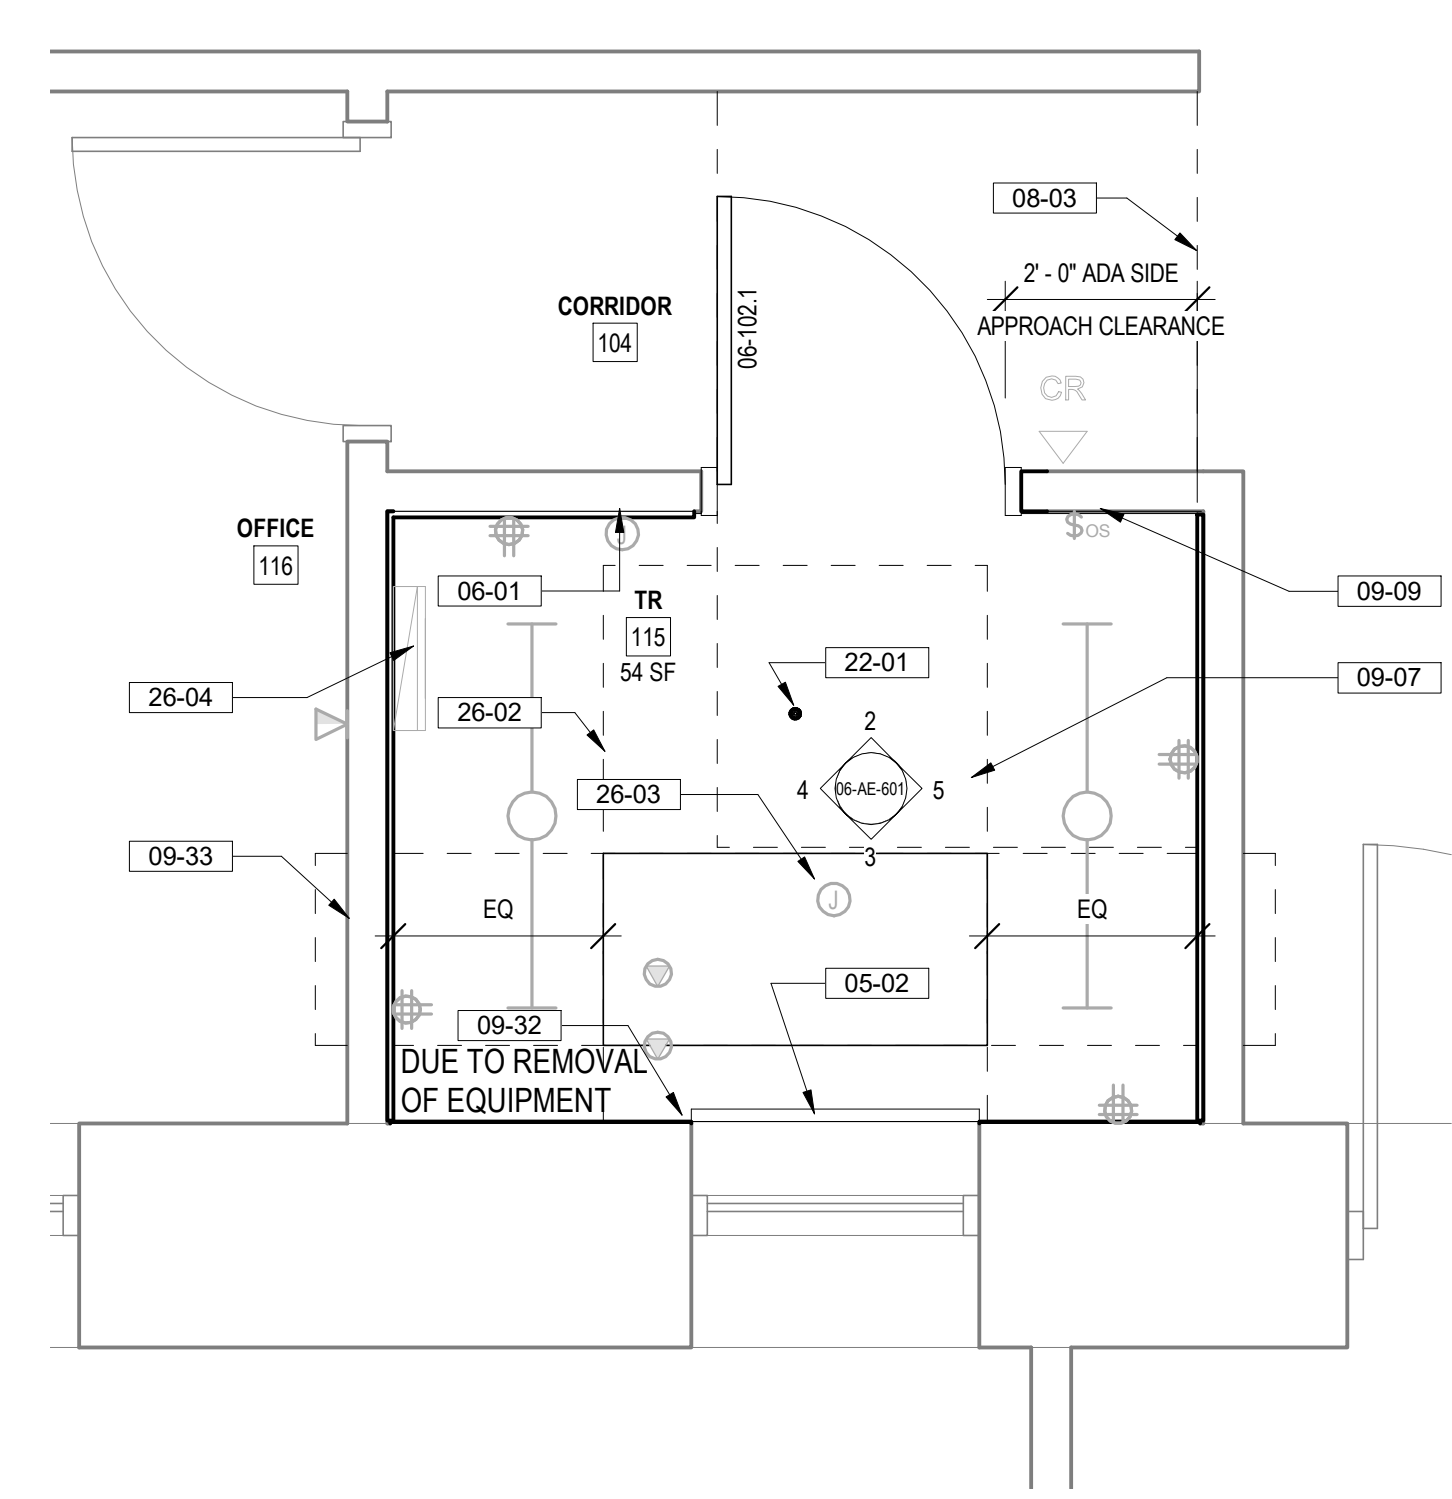 08-03
2' - 0" ADA SIDE
APPROACH CLEARANCE
CORRIDOR
104
06-102.1
CR
OFFICE
116
J
$OS
06-01
TR
115
54 SF
09-09
22-01
09-07
26-04
26-02
2
4
06-AE-601
5
3
26-03
09-33
J
EQ
EQ
05-02
09-32
DUE TO REMOVAL
OF EQUIPMENT